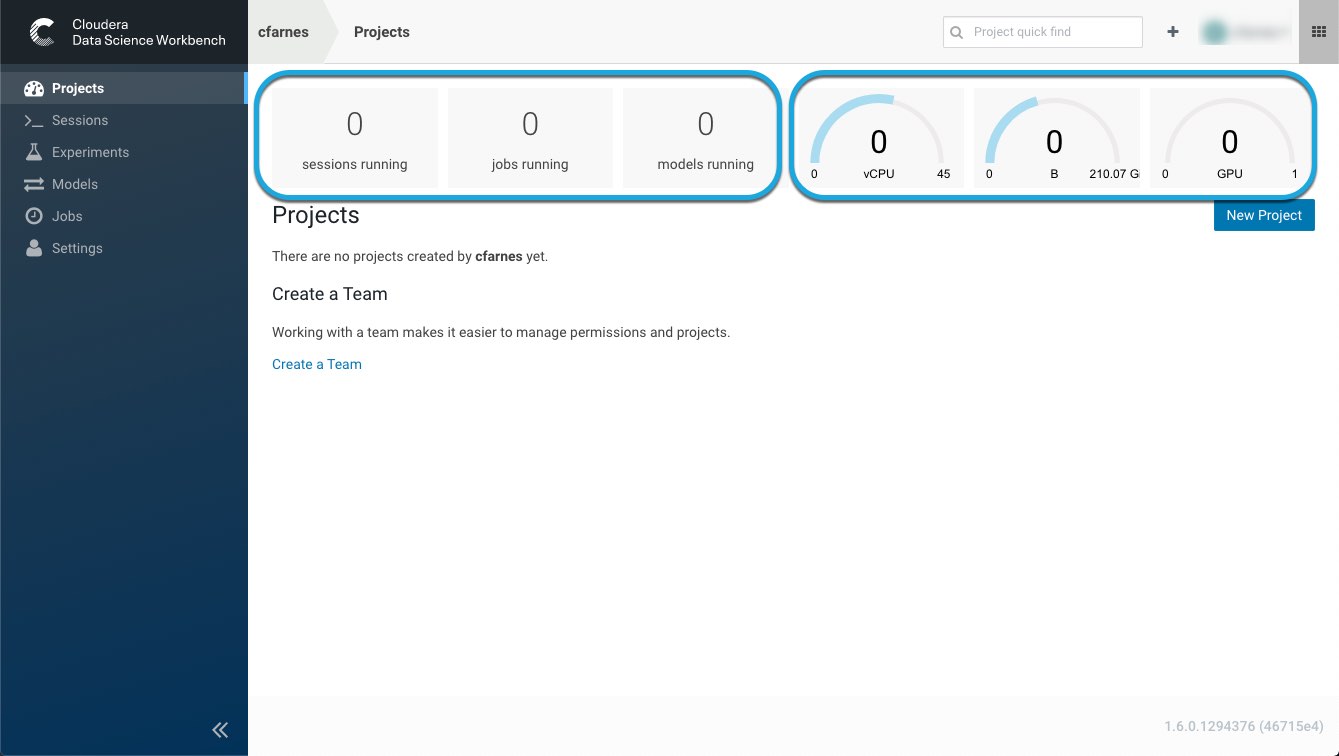 Cloudera
Data Science Workbench
cfarnes
Projects
Project quick find
Projects
Sessions
Experiments
Models
Jobs
Settings
0
sessions running
0
jobs running
0
models running
0
0 vCPU 45
0
0 B 210.07 G
0
0 GPU 1
Projects
New Project
There are no projects created by cfarnes yet.
Create a Team
Working with a team makes it easier to manage permissions and projects.
Create a Team
1.6.0.1294376 (46715e4)